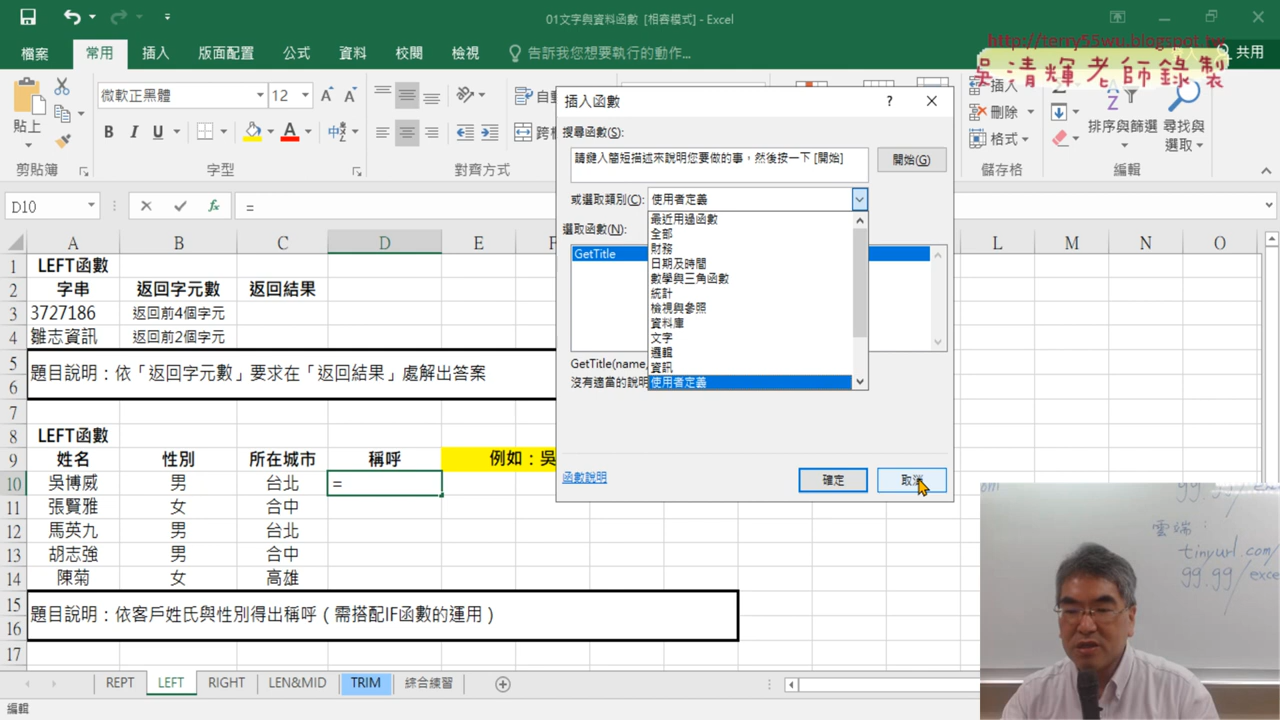 01文字與資料函數 [相容模式] - Excel
http://terry55wu.blogspot.tw
吳清輝老師錄製
檔案 常用 插入 版面配置 公式 資料 校閱 檢視 告訴我您想要執行的動作... 共用
貼上 微軟正黑體 12 自動 跨欄
插入 刪除 格式 排序與篩選 尋找與選取
剪貼簿 字型 對齊方式 儲存格 編輯
D10 =
A B C D E F L M N O
1 LEFT函數
2 字串 返回字元數 返回結果
3 3727186 返回前4個字元
4 雛志資訊 返回前2個字元
5 題目說明：依「返回字元數」要求在「返回結果」處解出答案
6
7
8 LEFT函數
9 姓名 性別 所在城市 稱呼 例如：吳
10 吳博威 男 台北 =
11 張賢雅 女 台中
12 馬英九 男 台北
13 胡志強 男 台中
14 陳菊 女 高雄
15 題目說明：依客戶姓氏與性別得出稱呼（需搭配IF函數的運用）
16
17
插入函數 ?
搜尋函數(S):
請鍵入簡短描述來說明您要做的事，然後按一下 [開始]
開始(G)
或選取類別(C): 使用者定義
最近用過函數
全部
財務
日期及時間
數學與三角函數
統計
檢視與參照
資料庫
文字
邏輯
資訊
使用者定義
選取函數(N):
GetTitle
GetTitle(name,
沒有適當的說明
函數說明 確定 取消
雲端：
tinyurl.com/
gg.gg/exce
REPT LEFT RIGHT LEN&MID TRIM 綜合練習
編輯